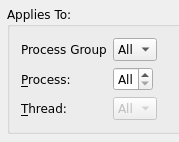 Applies To:
Process Group All
Process: All
Thread: All